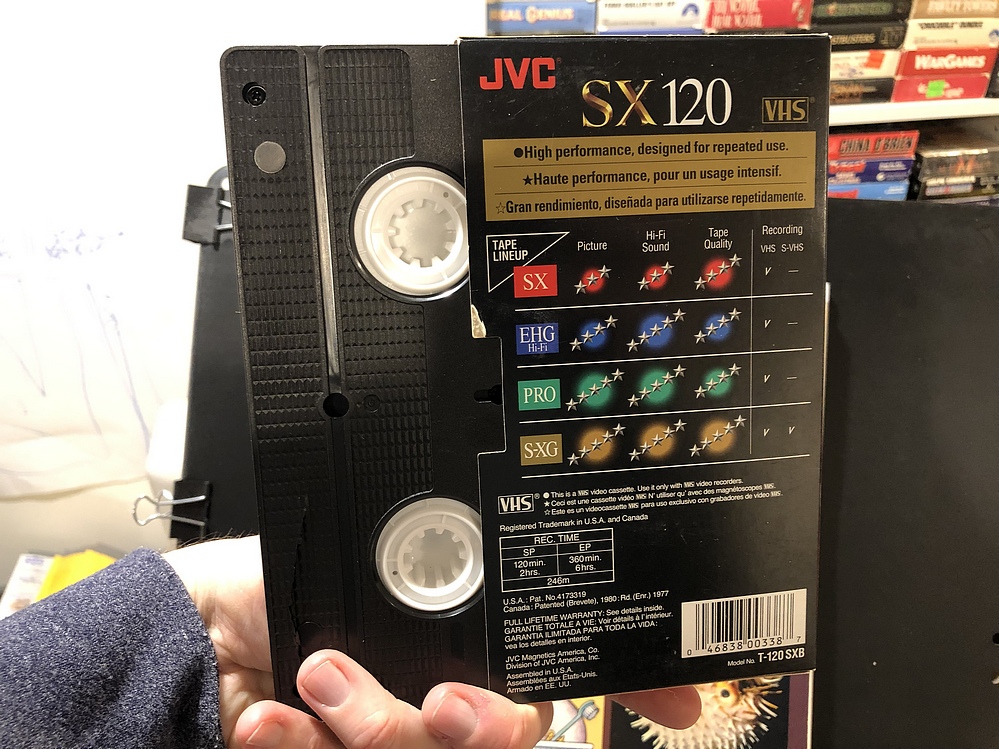 REAL GENIUS
WARGAMES
CHINA O'BRIEN
JVC
SX120
VHS®
●High performance, designed for repeated use.
★Haute performance, pour un usage intensif.
☆Gran rendimiento, diseñada para utilizarse repetidamente.
TAPE LINEUP Picture Hi-Fi Sound Tape Quality Recording
VHS S-VHS
SX
EHG
Hi-Fi
PRO
S-XG
VHS®
●This is a VHS video cassette. Use it only with VHS video recorders.
★Ceci est une cassette vidéo VHS N' utiliser qu' avec des magnétoscopes VHS.
☆Este es un videocassette VHS para uso exclusivo con grabadores de video VHS.
Registered Trademark in U.S.A. and Canada
REC. TIME
SP EP
120min. 360min.
2hrs. 6hrs.
246m
U.S.A.: Pat. No.4173319
Canada: Patented (Brevete), 1980: Rd. (Enr.) 1977
FULL LIFETIME WARRANTY: See details inside.
GARANTIE TOTALE A VIE: Voir détails à l'intérieur.
GARANTIA ILIMITADA PARA TODA LA VIDA:
vea los detalles en interior.
JVC Magnetics America, Co.
Division of JVC America, Inc.
Assembled in U.S.A.
Assemblées aux Etats-Unis.
Armado en EE. UU.
0 46838 00338 7
Model No. T-120 SXB